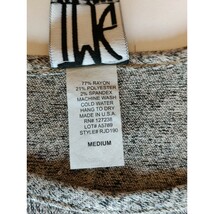 77% RAYON
21% POLYESTER
2% SPANDEX
MACHINE WASH
COLD WATER
HANG TO DRY
MADE IN U.S.A.
RN# 127235
LOT# A5789
STYLE# RJD190
MEDIUM